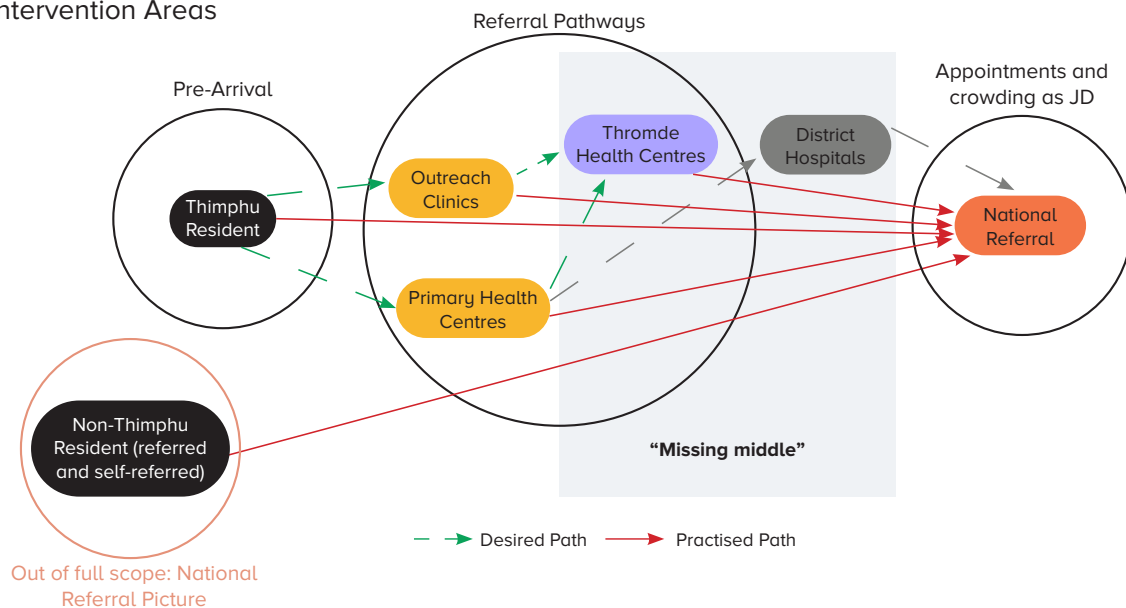 ntervention Areas
Referral Pathways
Pre-Arrival
Appointments and
crowding as JD
Thimphu
Resident
Outreach
Clinics
Primary Health
Centres
Thromde
Health Centres
District
Hospitals
National
Referral
Non-Thimphu
Resident (referred
and self-referred)
“Missing middle”
Desired Path
Practised Path
Out of full scope: National
Referral Picture